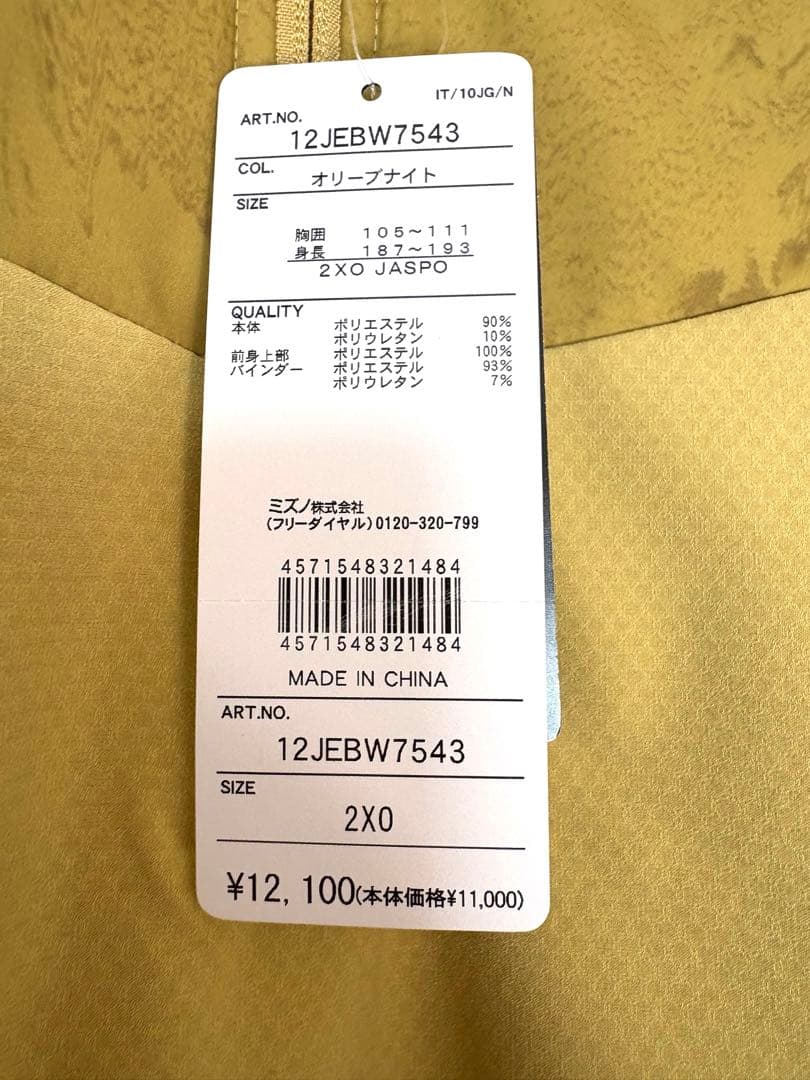 IT/10JG/N
ART.NO.
12JEBW7543
COL.
オリーブナイト
SIZE
胸囲 105～111
身長 187～193
2XO JASPO
QUALITY
本体 ポリエステル 90%
ポリウレタン 10%
前身上部 ポリエステル 100%
バインダー ポリエステル 93%
ポリウレタン 7%
ミズノ株式会社
(フリーダイヤル)0120-320-799
4571548321484
4571548321484
MADE IN CHINA
ART.NO.
12JEBW7543
SIZE
2XO
¥12,100(本体価格¥11,000)